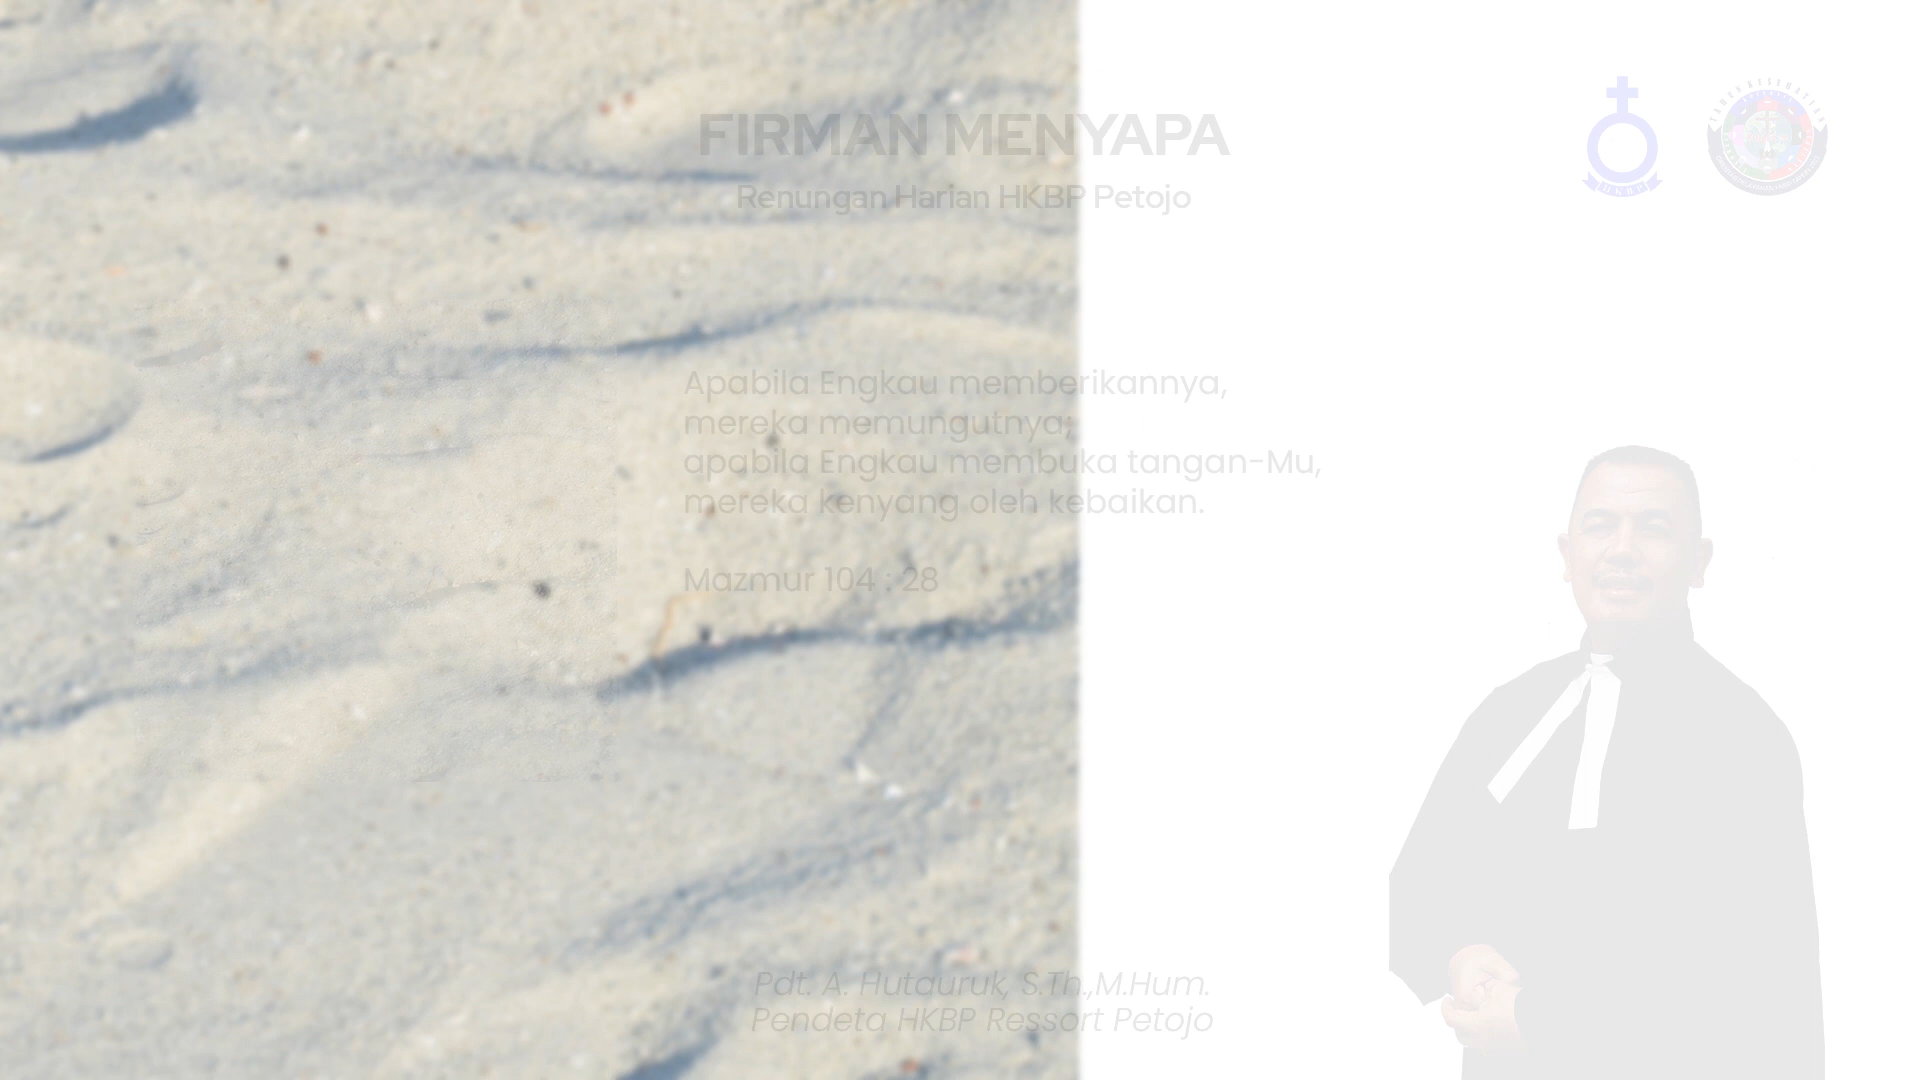 FIRMAN MENYAPA
Renungan Harian HKBP Petojo
HKBP
Apabila Engkau memberikannya,
mereka memungutnya;
apabila Engkau membuka tangan-Mu,
mereka kenyang oleh kebaikan.
Mazmur 104 : 28
Pdt. A. Hutauruk, S.Th.,M.Hum.
Pendeta HKBP Ressort Petojo